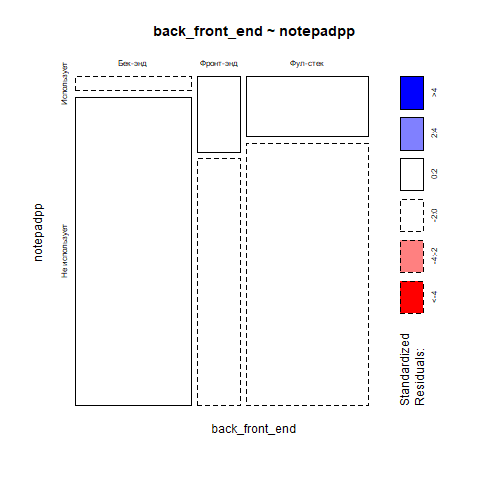 back_front_end ~ notepadpp
Бек-энд Фронт-энд Фул-стек
Использует
Не использует
notepadpp
back_front_end
>4
2:4
0:2
-2:0
-4:-2
<-4
Standardized
Residuals: